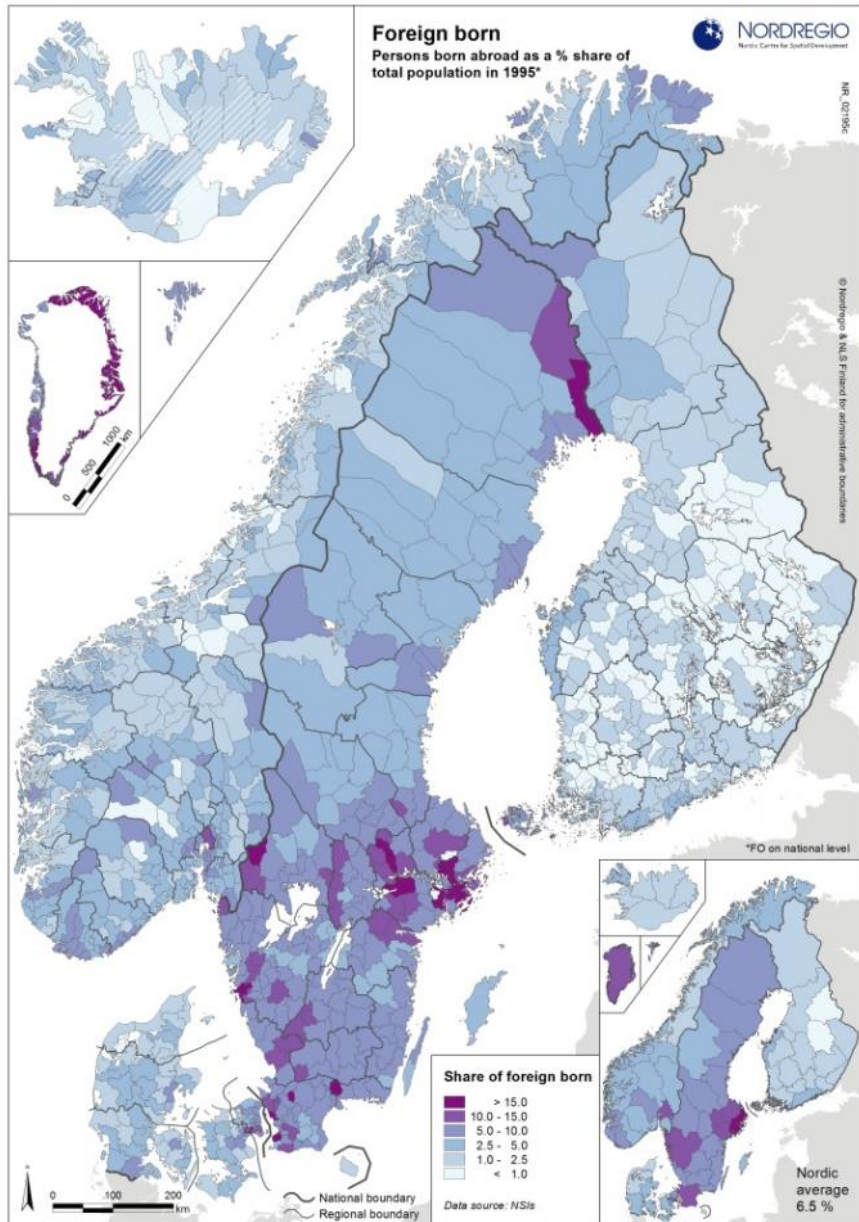 Foreign born
Persons born abroad as a % share of
total population in 1995*
NORDREGIO
Nordic Centre for Spatial Development
NR_02195c
© Nordregio & NLS Finland for administrative boundaries
0 500 1000
km
*FO on national level
Share of foreign born
> 15.0
10.0 - 15.0
5.0 - 10.0
2.5 - 5.0
1.0 - 2.5
< 1.0
Data source: NSIs
0 100 200
km
National boundary
Regional boundary
Nordic
average
6.5 %